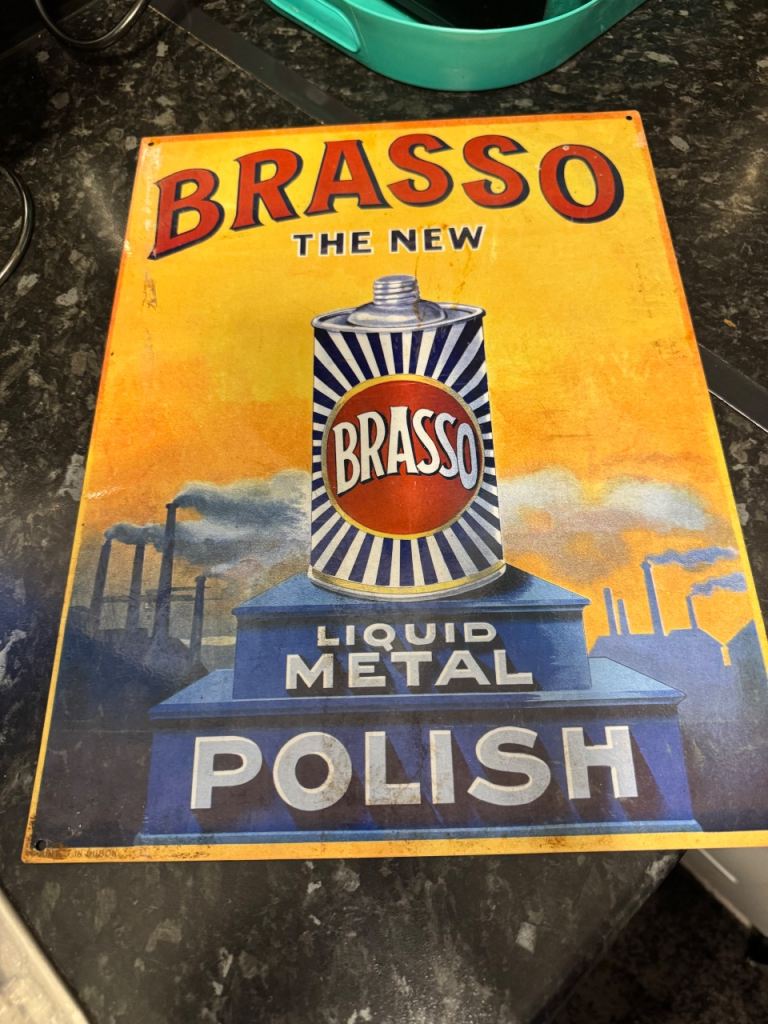 BRASSO
THE NEW
BRASSO
LIQUID
METAL
POLISH